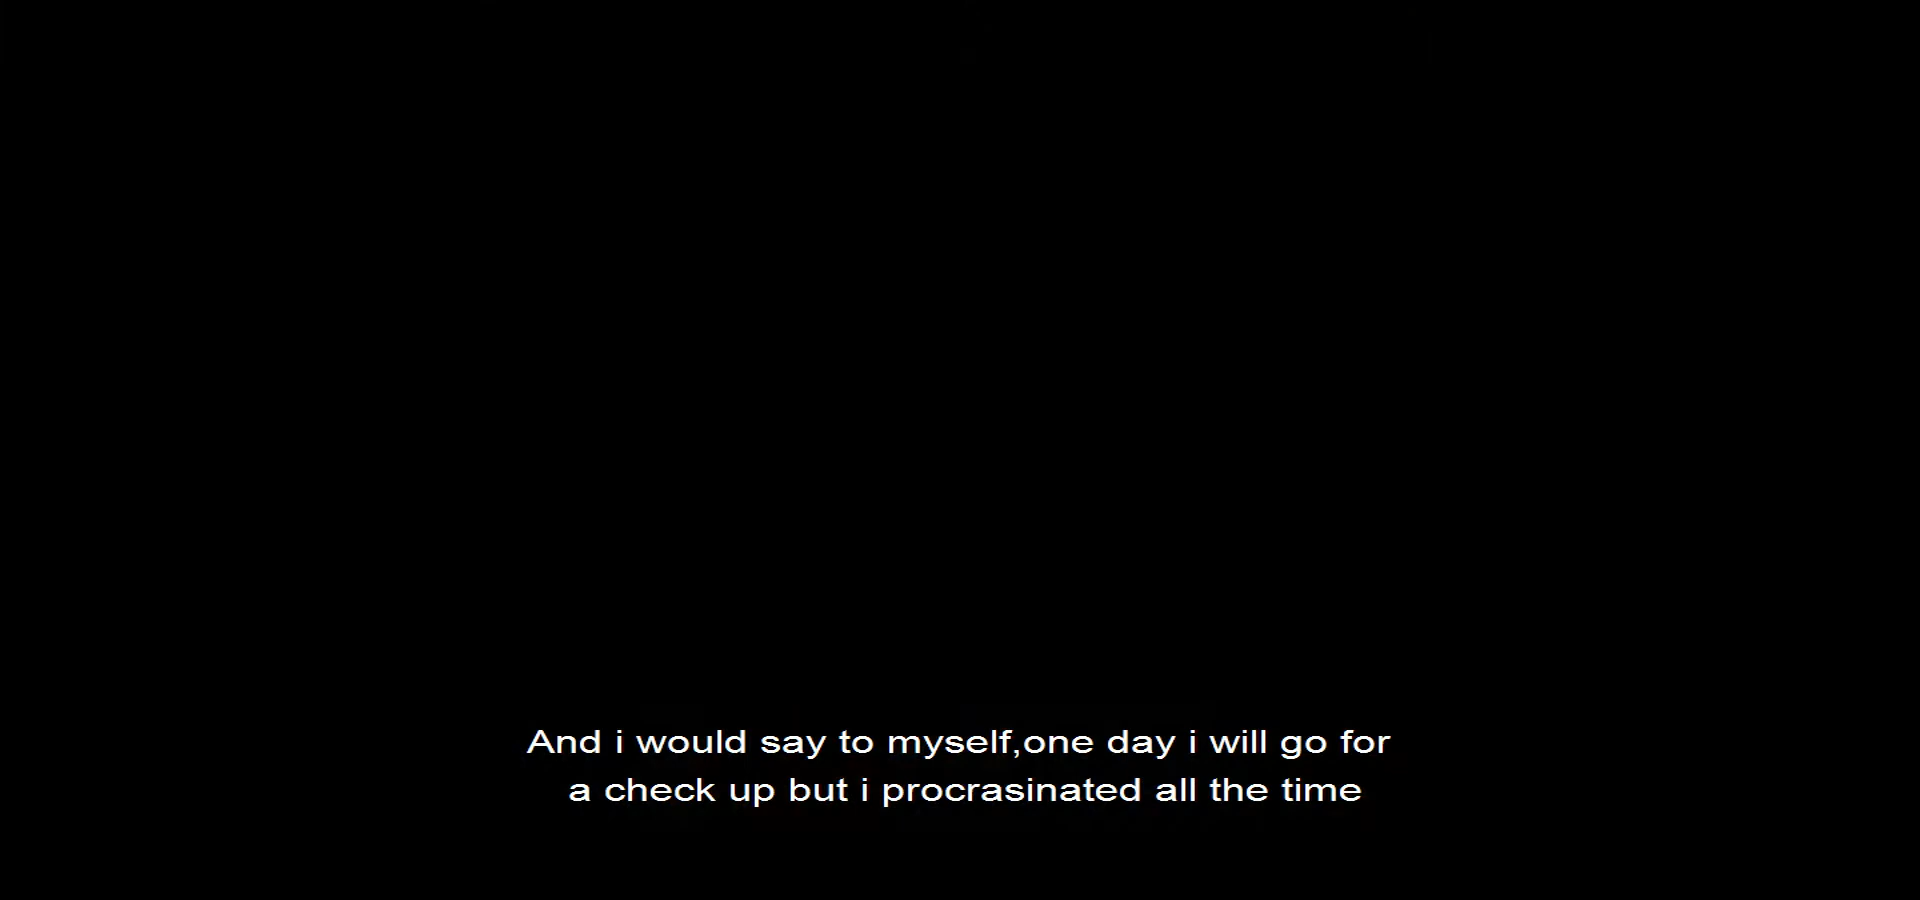 And i would say to myself,one day i will go for
a check up but i procrasinated all the time